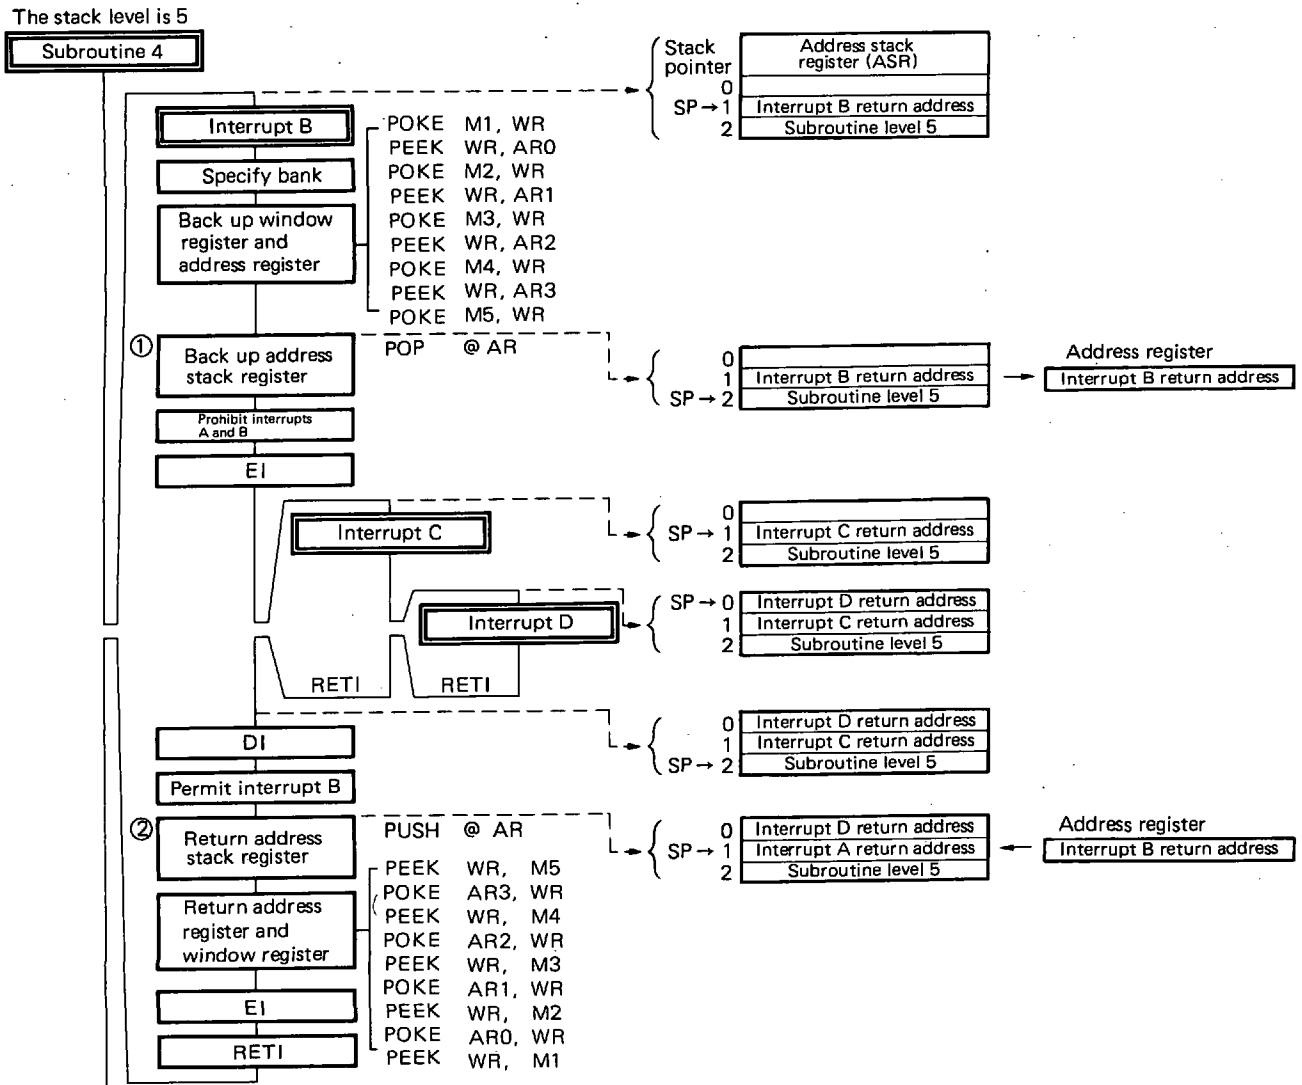 The stack level is 5
Subroutine 4
Stack pointer
Address stack register (ASR)
0
SP → 1 Interrupt B return address
2 Subroutine level 5
Interrupt B
Specify bank
Back up window
register and
address register
POKE M1, WR
PEEK WR, AR0
POKE M2, WR
PEEK WR, AR1
POKE M3, WR
PEEK WR, AR2
POKE M4, WR
PEEK WR, AR3
POKE M5, WR
① Back up address
stack register
POP @ AR
0
1 Interrupt B return address
SP → 2 Subroutine level 5
Address register
Interrupt B return address
Prohibit interrupts
A and B
EI
Interrupt C
0
SP → 1 Interrupt C return address
2 Subroutine level 5
Interrupt D
SP → 0 Interrupt D return address
1 Interrupt C return address
2 Subroutine level 5
RETI RETI
0 Interrupt D return address
1 Interrupt C return address
SP → 2 Subroutine level 5
DI
Permit interrupt B
② Return address
stack register
PUSH @ AR
0 Interrupt D return address
SP → 1 Interrupt A return address
2 Subroutine level 5
Address register
Interrupt B return address
Return address
register and
window register
PEEK WR, M5
POKE AR3, WR
PEEK WR, M4
POKE AR2, WR
PEEK WR, M3
POKE AR1, WR
PEEK WR, M2
POKE AR0, WR
PEEK WR, M1
EI
RETI